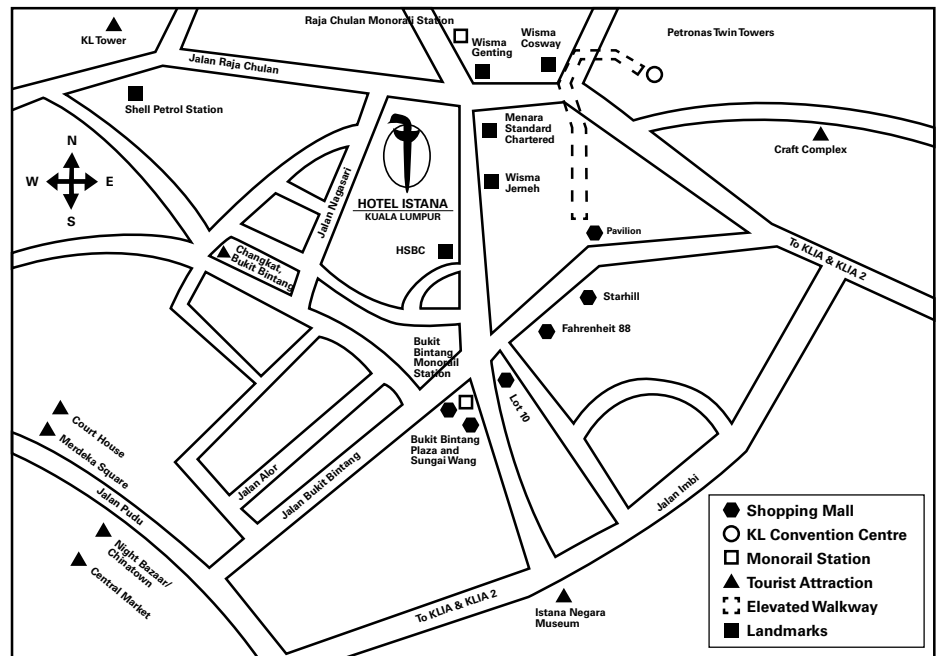 Raja Chulan Monorail Station
KL Tower
Wisma
Genting
Wisma
Cosway
Petronas Twin Towers
Jalan Raja Chulan
Shell Petrol Station
Menara
Standard
Chartered
Craft Complex
N
W
E
S
Jalan Nagasari
HOTEL ISTANA
KUALA LUMPUR
Wisma
Jerneh
HSBC
Pavilion
Changkat,
Bukit Bintang
To KLIA & KLIA 2
Starhill
Fahrenheit 88
Bukit
Bintang
Monorail
Station
Lot 10
Court House
Merdeka Square
Bukit Bintang
Plaza and
Sungai Wang
Jalan Alor
Jalan Bukit Bintang
Jalan Pudu
Jalan Imbi
Night Bazaar/
Chinatown
Central Market
To KLIA & KLIA 2
Istana Negara
Museum
Shopping Mall
KL Convention Centre
Monorail Station
Tourist Attraction
Elevated Walkway
Landmarks